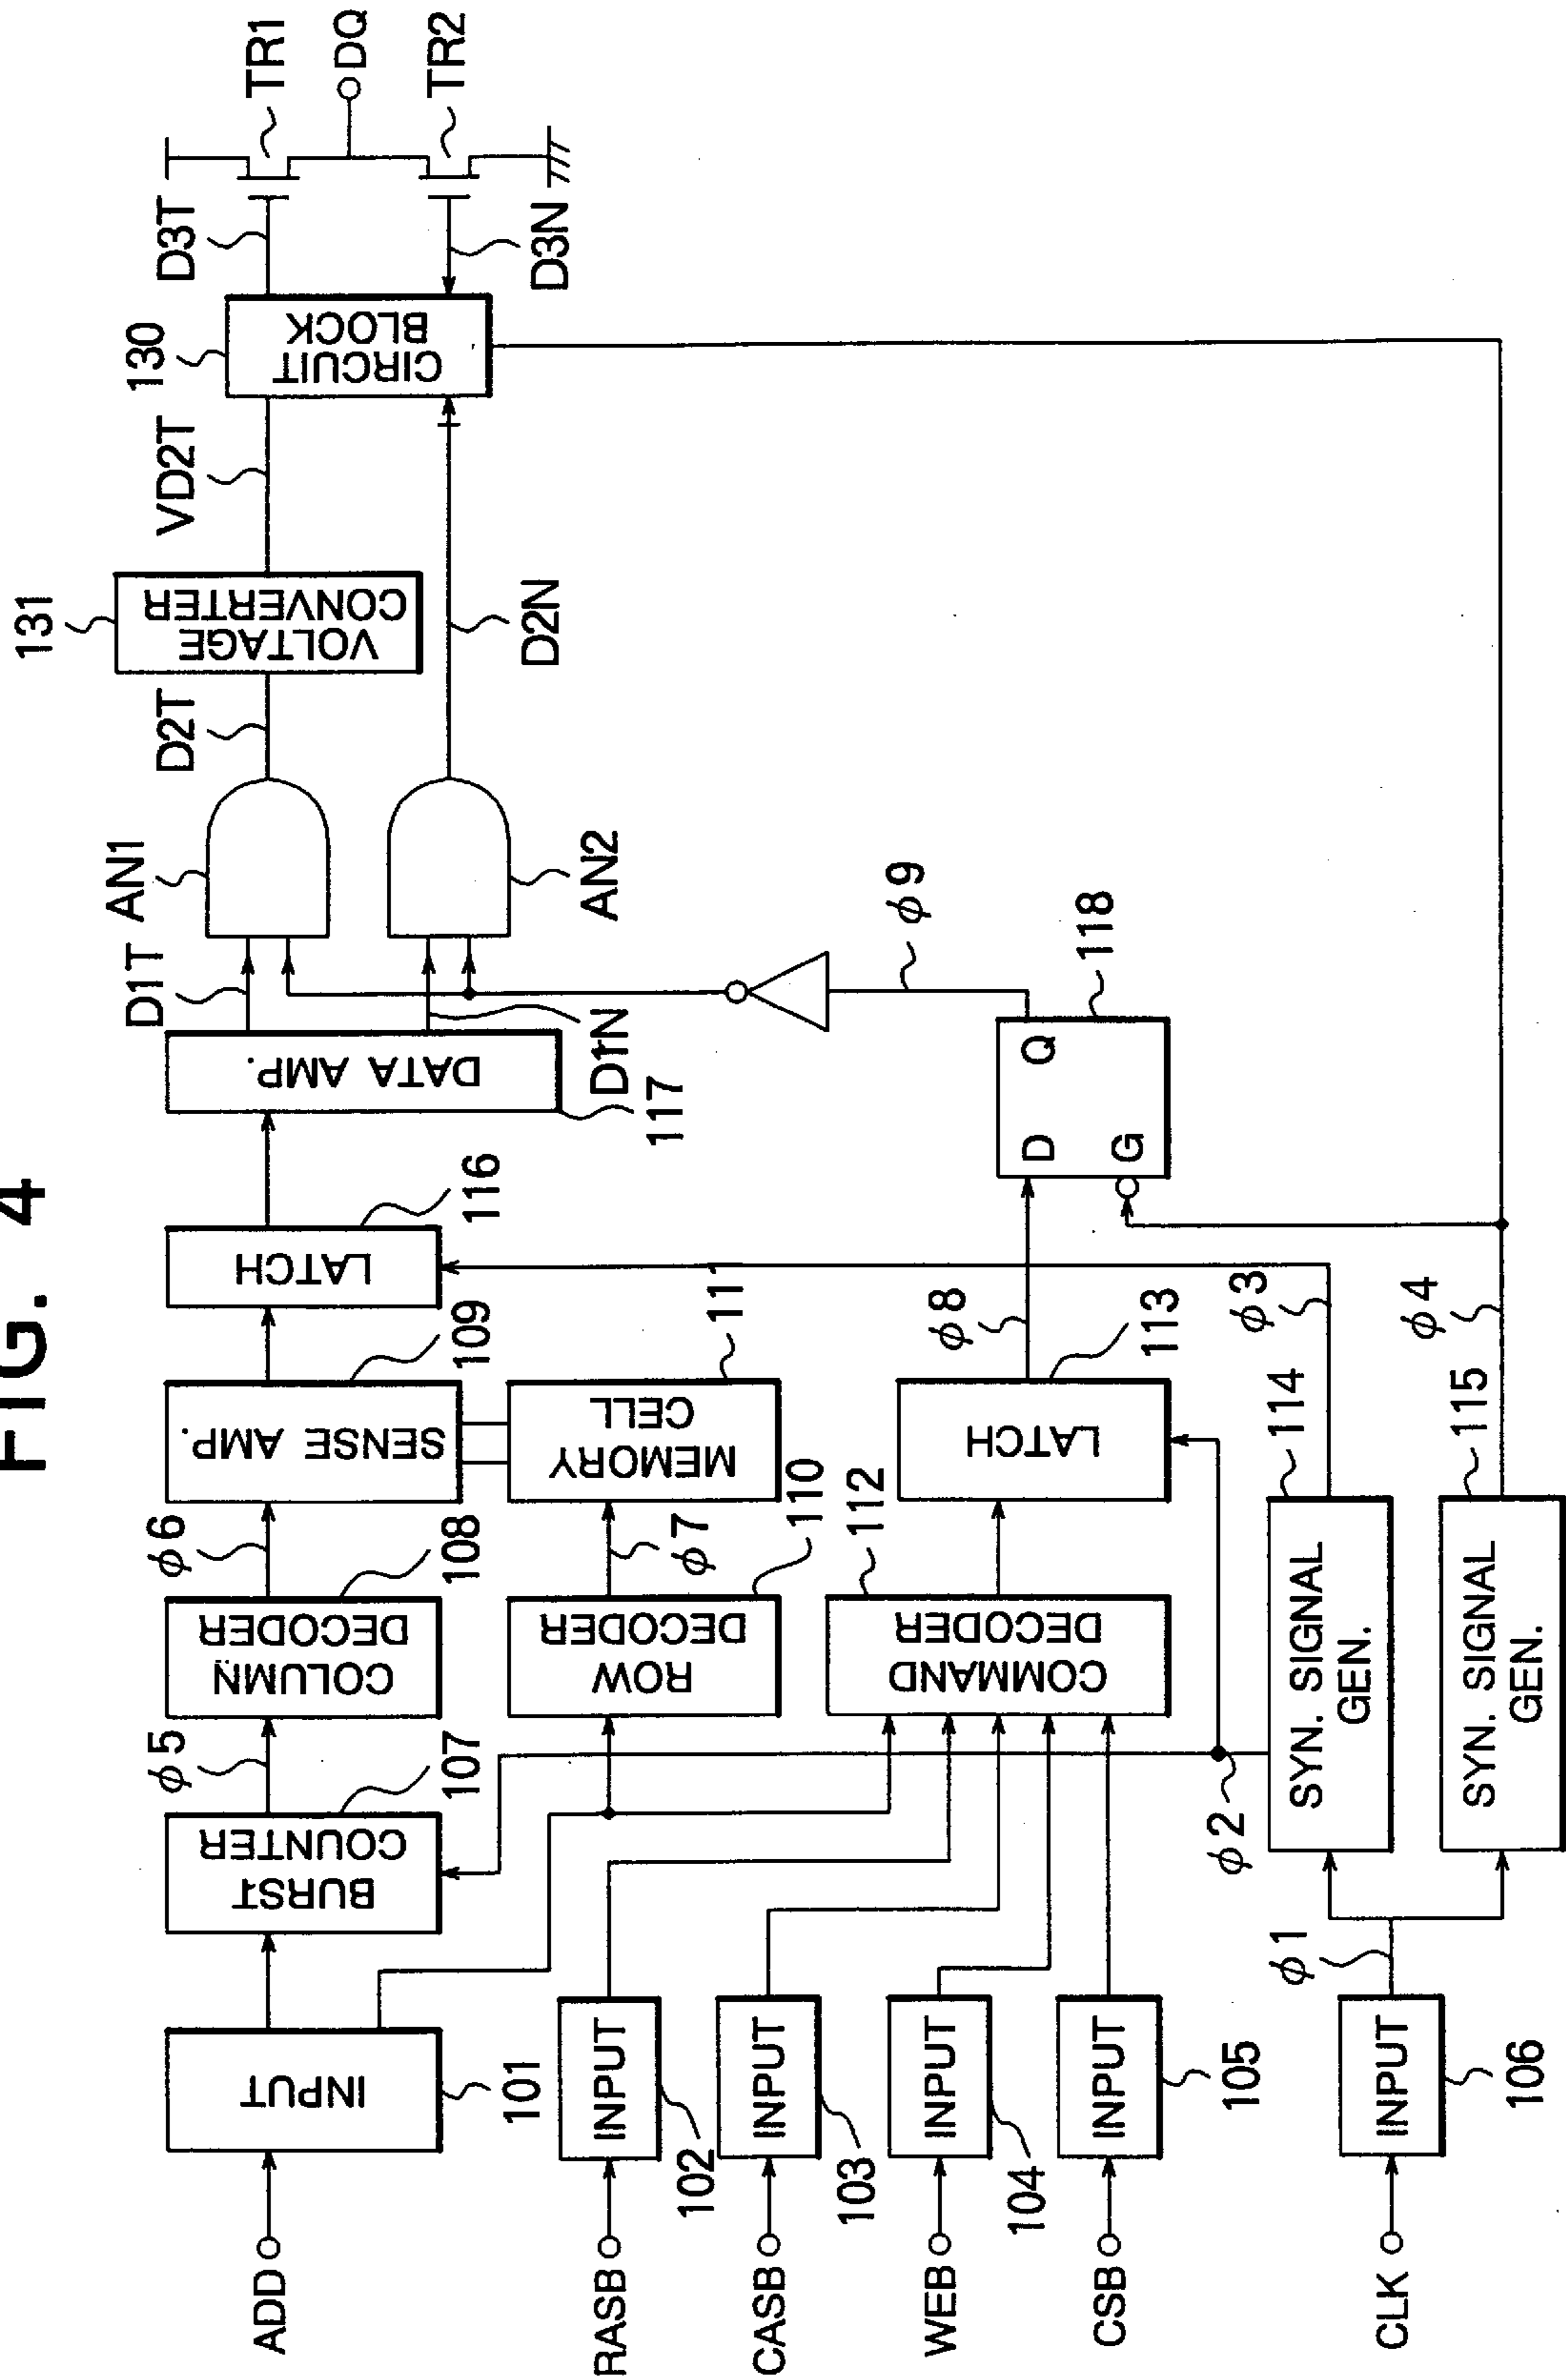 FIG. 4
ADD
INPUT
101
BURST
COUNTER
107
φ5
COLUMN
DECODER
108
φ6
SENSE AMP.
109
LATCH
116
DATA AMP.
117
D1T
D1N
AN1
AN2
D2T
D2N
131
VOLTAGE
CONVERTER
VD2T
130
CIRCUIT
BLOCK
D3T
D3N
TR1
DQ
TR2
ROW
DECODER
110
φ7
MEMORY
CELL
111
RASB
INPUT
102
CASB
INPUT
103
WEB
INPUT
104
CSB
INPUT
105
COMMAND
DECODER
112
LATCH
113
φ8
D
Q
G
118
φ9
φ2
CLK
INPUT
106
φ1
SYN. SIGNAL
GEN.
114
φ3
SYN. SIGNAL
GEN.
115
φ4